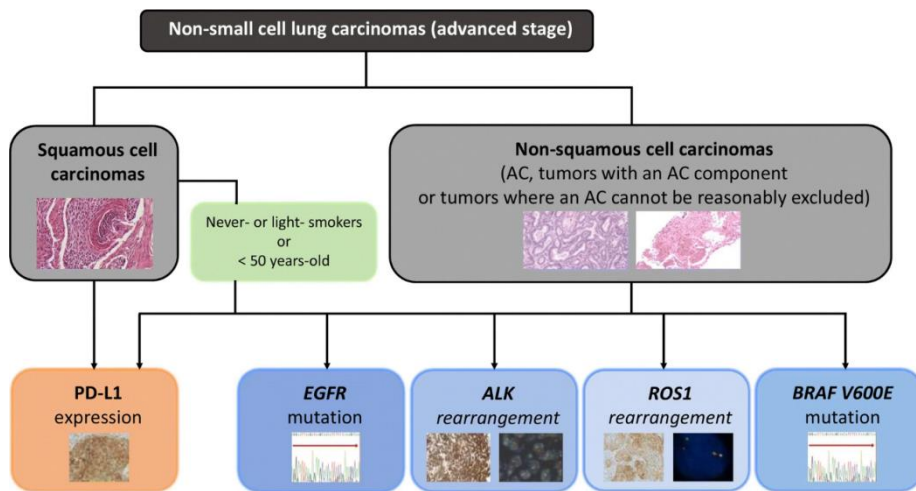 Non-small cell lung carcinomas (advanced stage)
Squamous cell
carcinomas
Non-squamous cell carcinomas
(AC, tumors with an AC component
or tumors where an AC cannot be reasonably excluded)
Never- or light- smokers
or
< 50 years-old
PD-L1
expression
EGFR
mutation
ALK
rearrangement
ROS1
rearrangement
BRAF V600E
mutation